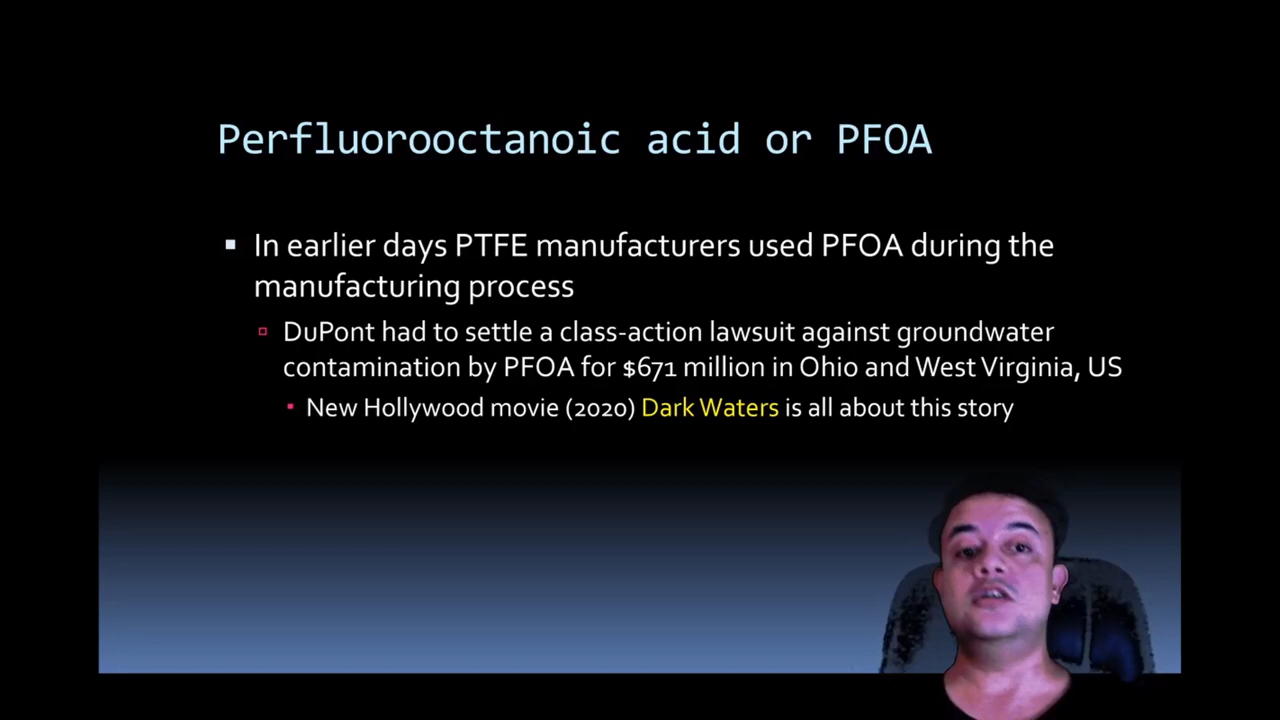 Perfluorooctanoic acid or PFOA
In earlier days PTFE manufacturers used PFOA during the
manufacturing process
DuPont had to settle a class-action lawsuit against groundwater
contamination by PFOA for $671 million in Ohio and West Virginia, US
New Hollywood movie (2020) Dark Waters is all about this story